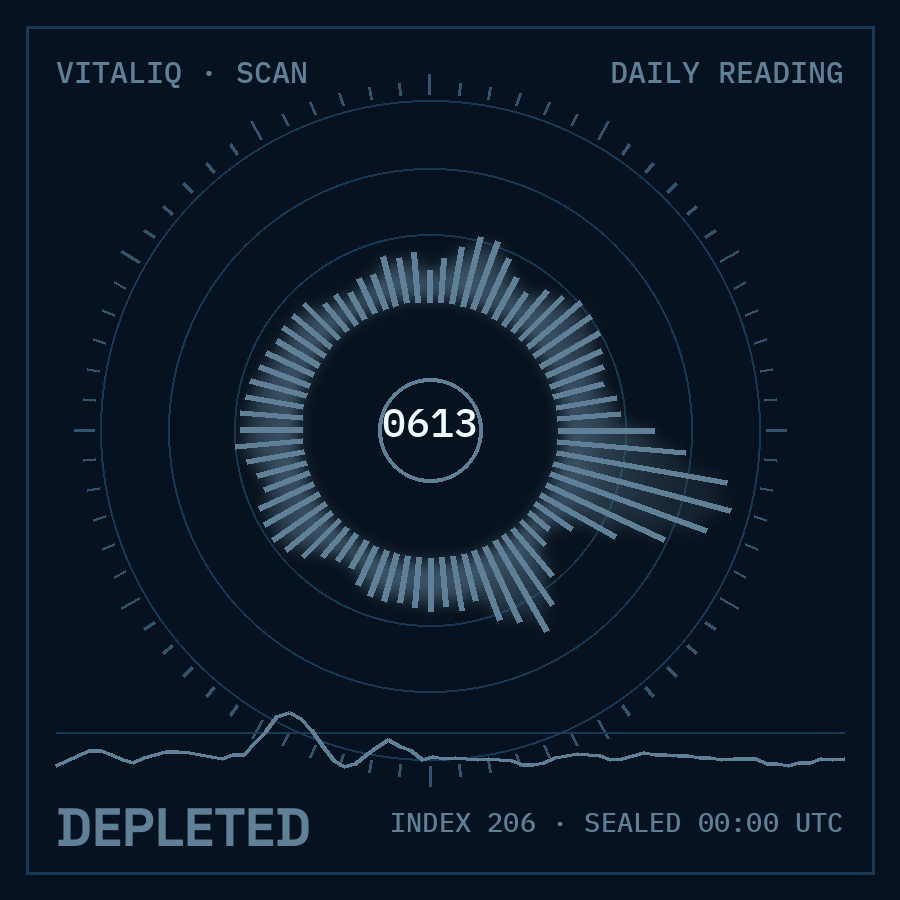 VITALIQ · SCAN
DAILY READING
0613
DEPLETED
INDEX 206 · SEALED 00:00 UTC